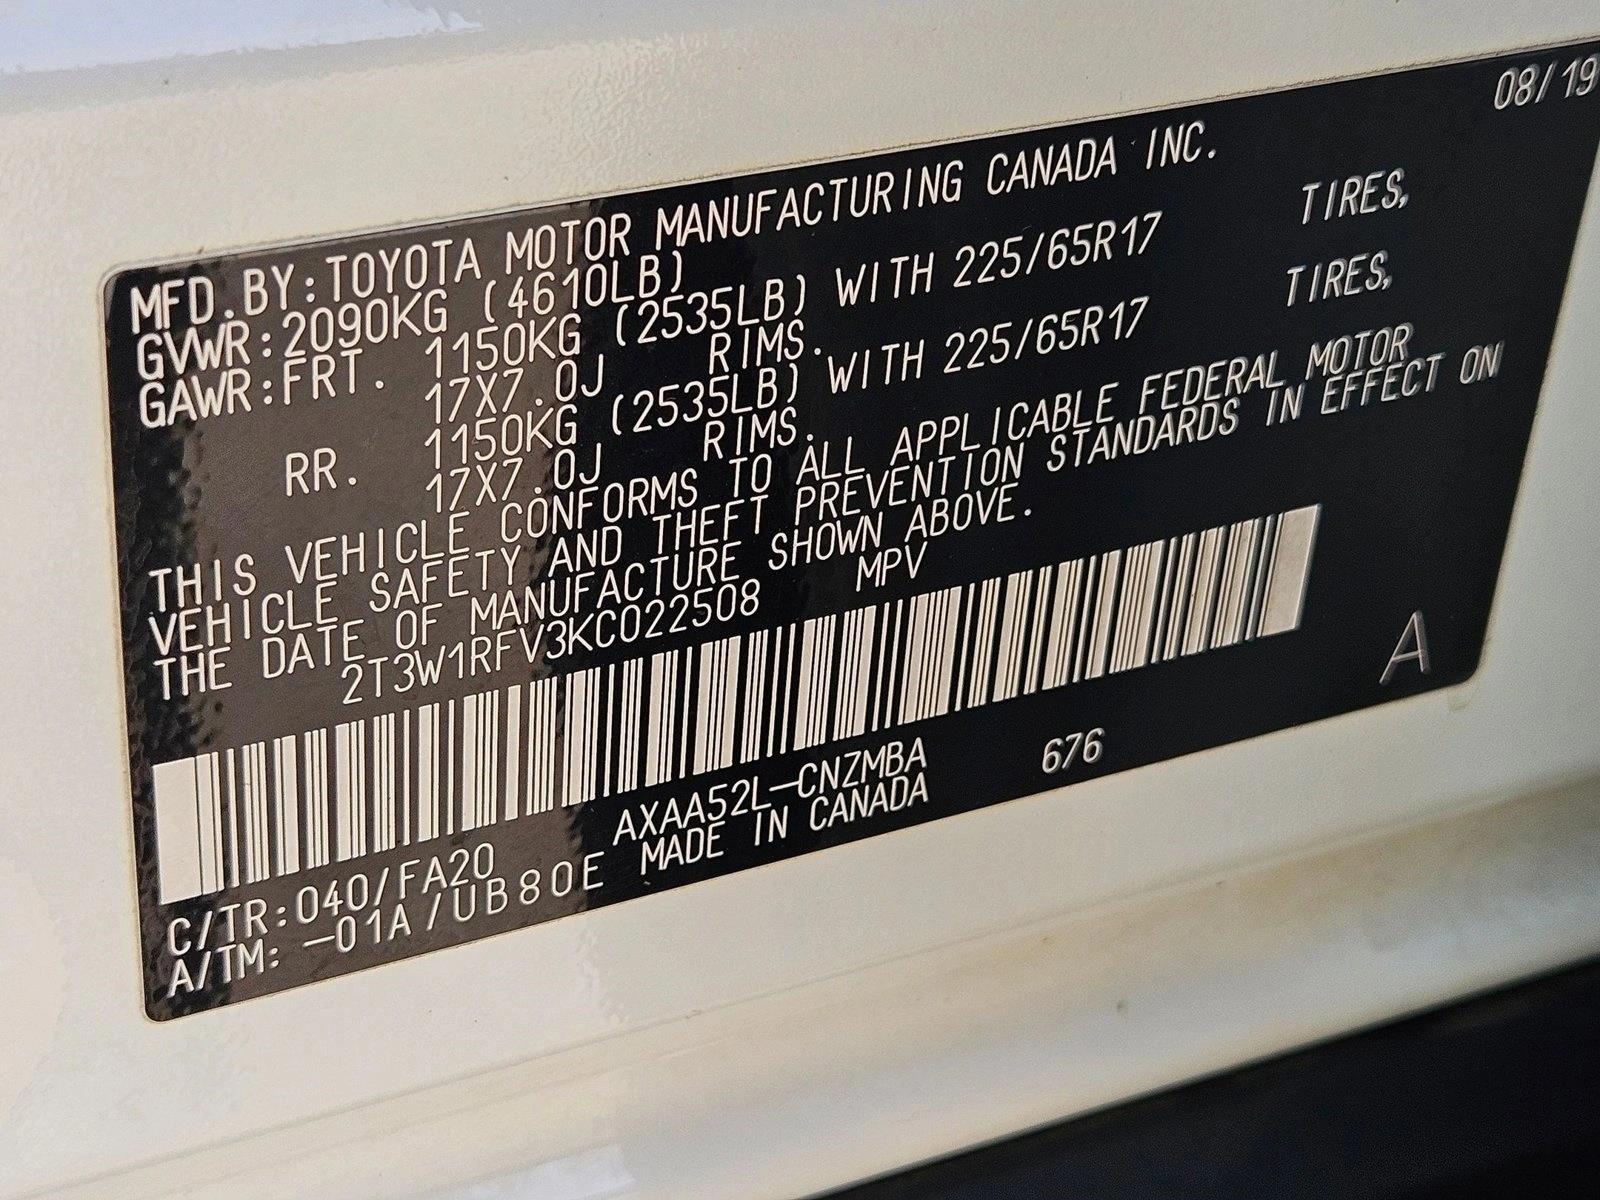 08/19
MFD.BY:TOYOTA MOTOR MANUFACTURING CANADA INC.
GVWR:2090KG (4610LB)
GAWR:FRT. 1150KG (2535LB) WITH 225/65R17 TIRES,
17X7.0J RIMS.
RR. 1150KG (2535LB) WITH 225/65R17 TIRES,
17X7.0J RIMS.
THIS VEHICLE CONFORMS TO ALL APPLICABLE FEDERAL MOTOR
VEHICLE SAFETY AND THEFT PREVENTION STANDARDS IN EFFECT ON
THE DATE OF MANUFACTURE SHOWN ABOVE.
2T3W1RFV3KC022508 MPV
A
AXAA52L-CNZMBA 676
C/TR:040/FA20 MADE IN CANADA
A/TM: -01A/UB80E